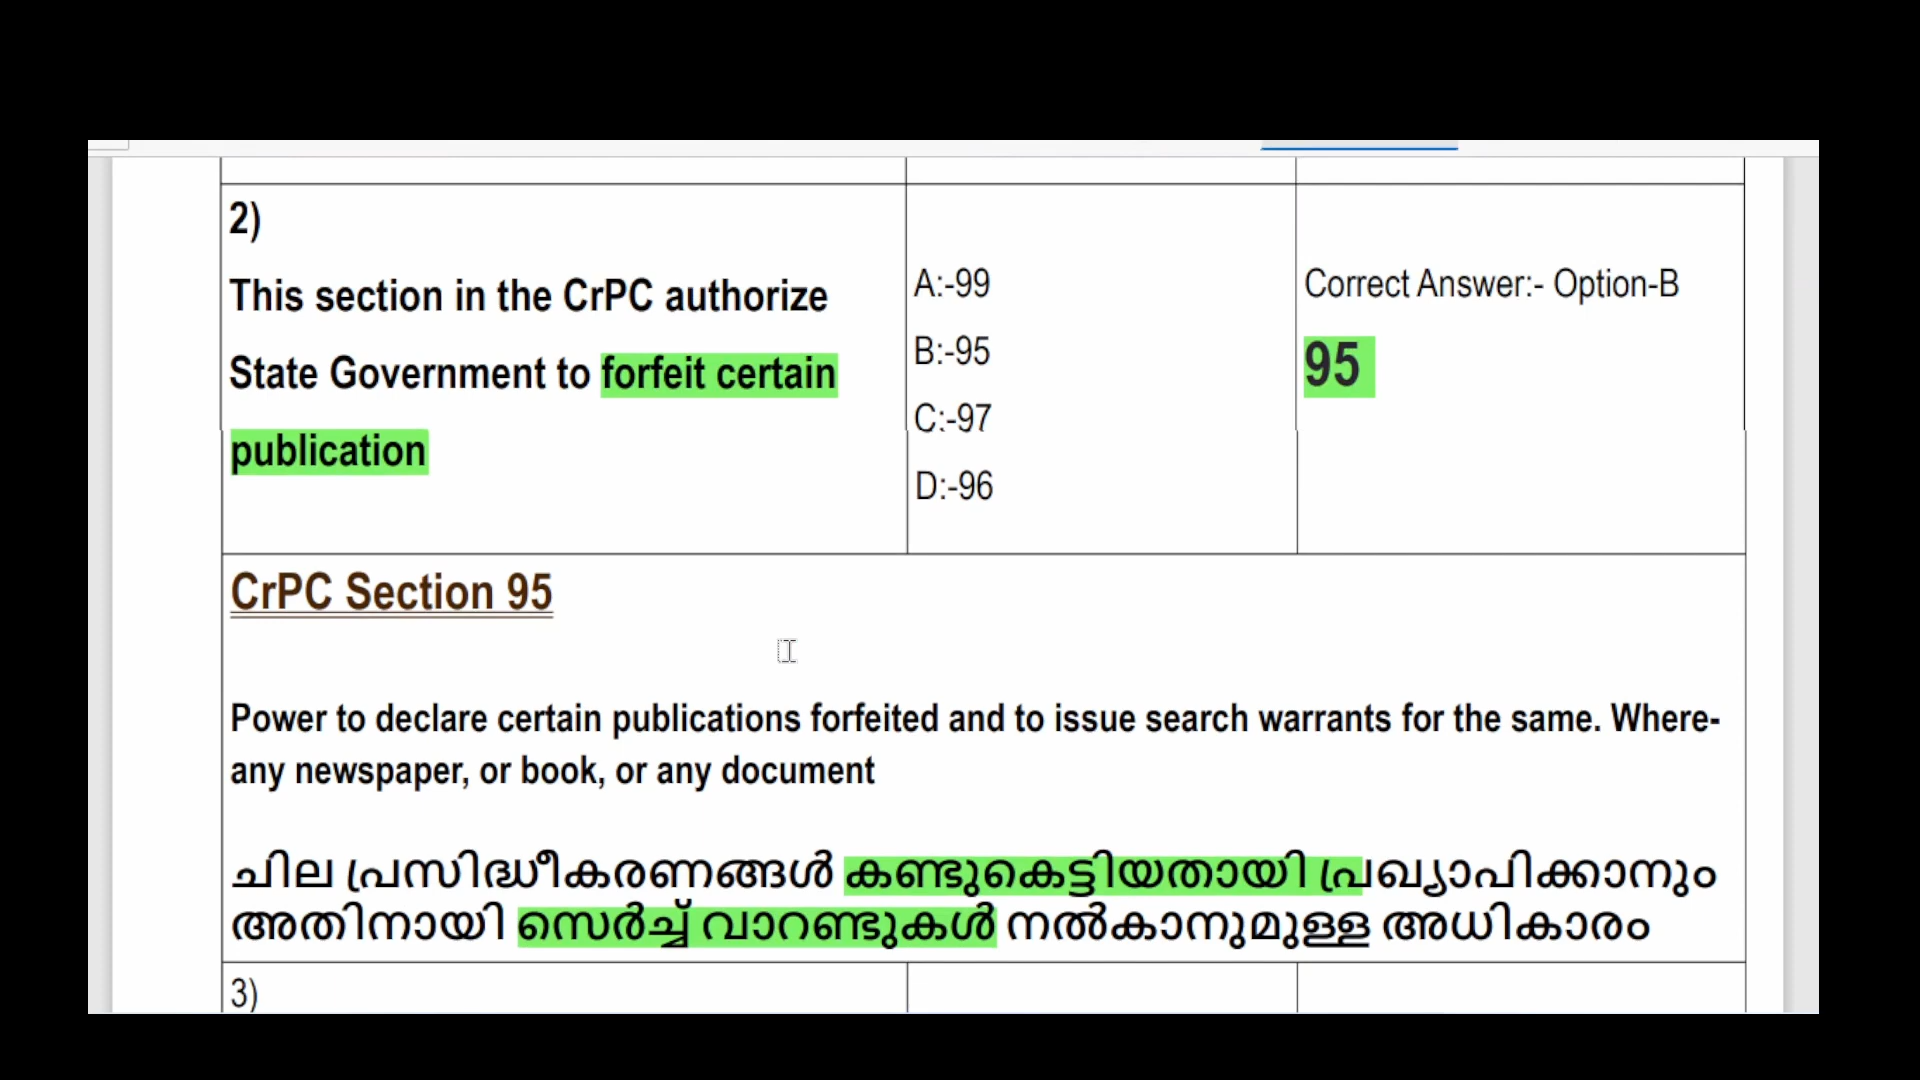 2)
This section in the CrPC authorize
State Government to forfeit certain
publication
A:-99
B:-95
C:-97
D:-96
Correct Answer:- Option-B
95
CrPC Section 95
Power to declare certain publications forfeited and to issue search warrants for the same. Where-
any newspaper, or book, or any document
ചില പ്രസിദ്ധീകരണങ്ങൾ കണ്ടുകെട്ടിയതായി പ്രഖ്യാപിക്കാനും
അതിനായി സെർച്ച് വാറണ്ടുകൾ നൽകാനുമുള്ള അധികാരം
3)